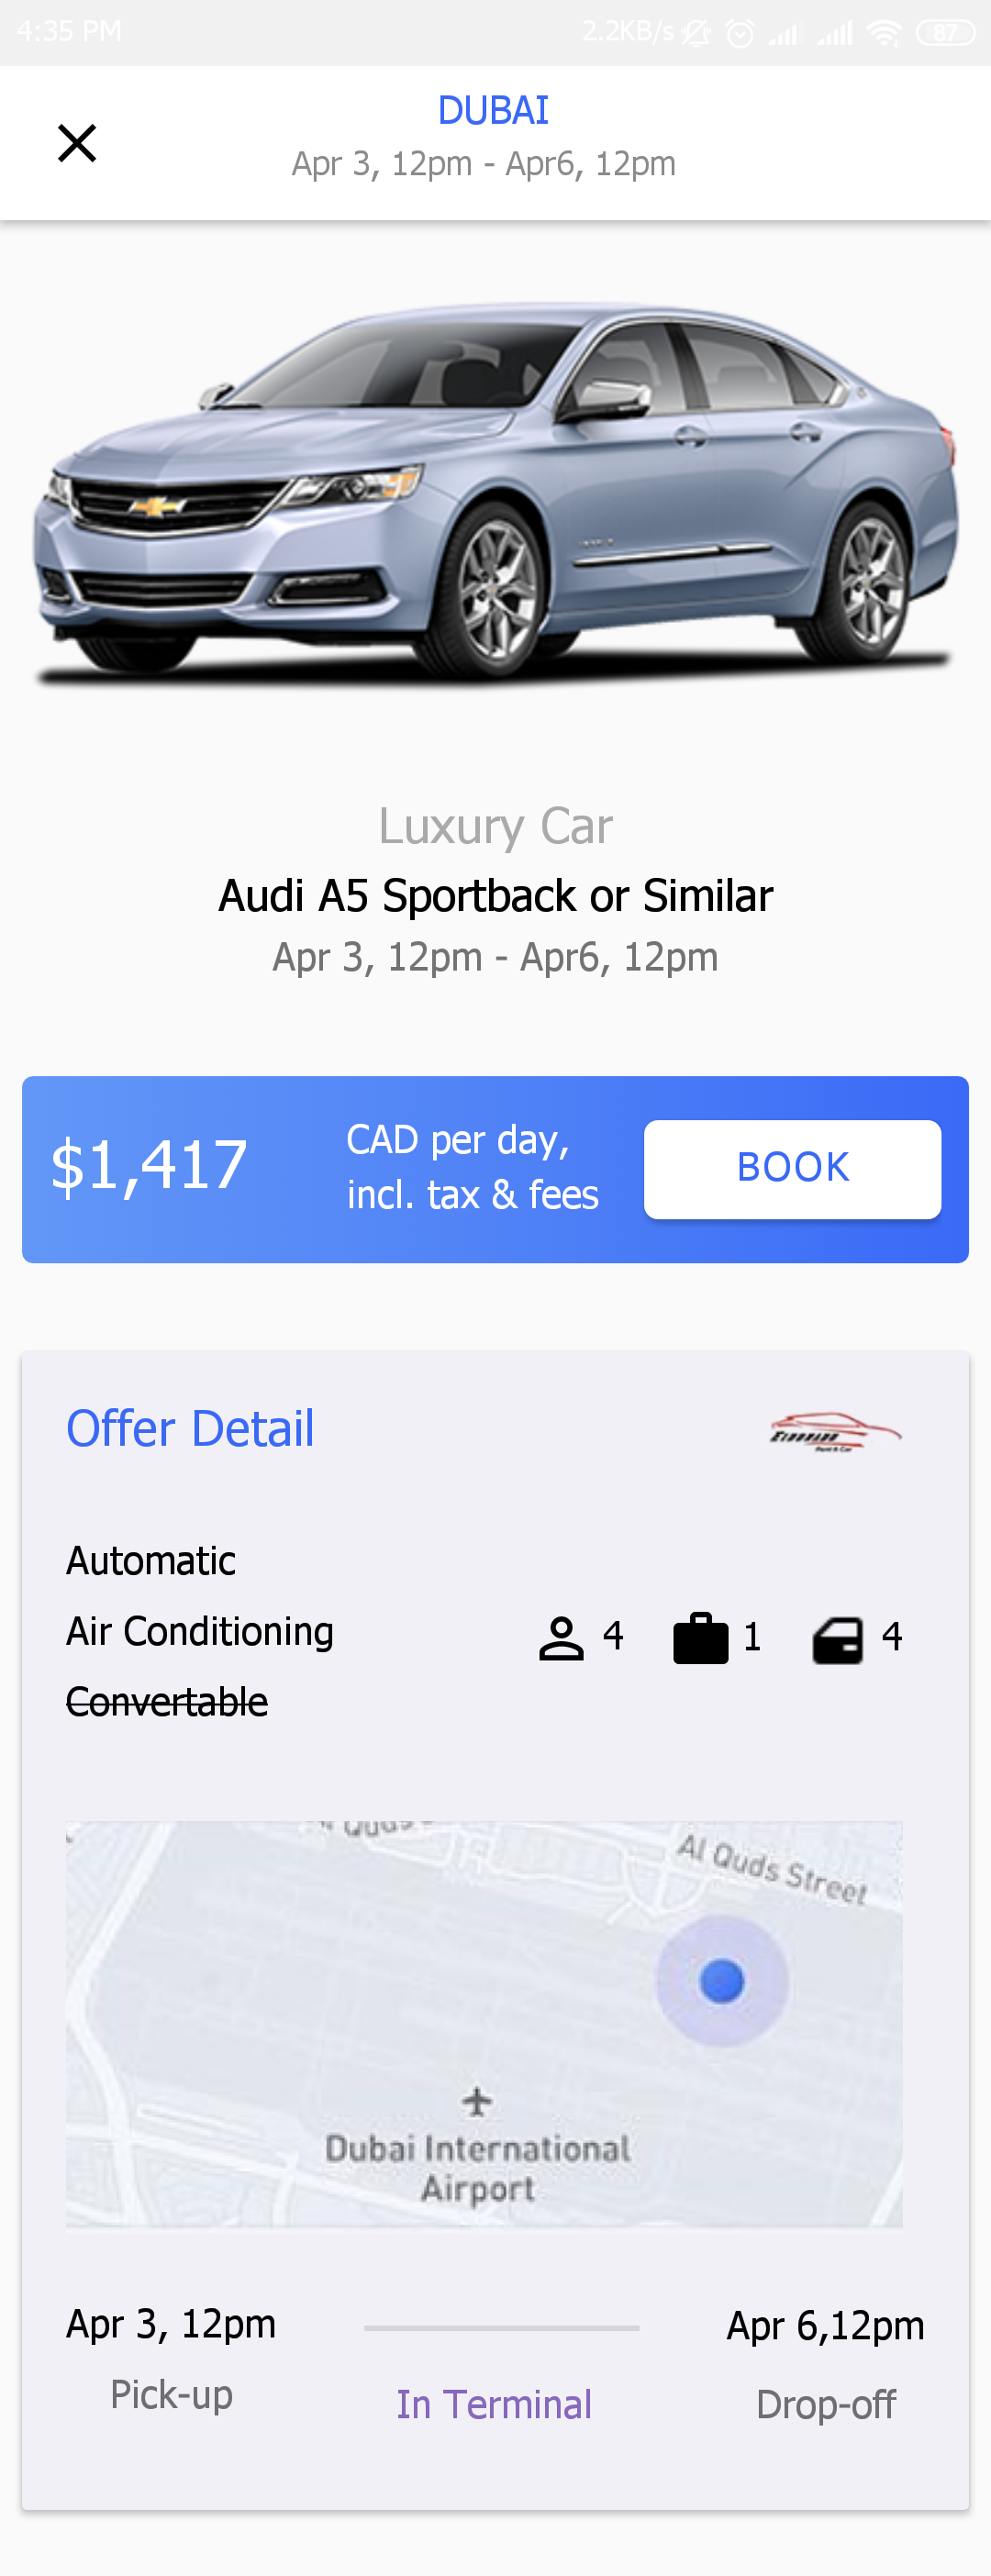 4:35 PM 2.2KB/s 87
DUBAI
Apr 3, 12pm - Apr6, 12pm
Luxury Car
Audi A5 Sportback or Similar
Apr 3, 12pm - Apr6, 12pm
$1,417
CAD per day,
incl. tax & fees
BOOK
Offer Detail
Automatic
Air Conditioning
4 1 4
Convertable
Al Quds Street
Dubai International
Airport
Apr 3, 12pm
Apr 6,12pm
Pick-up
In Terminal
Drop-off